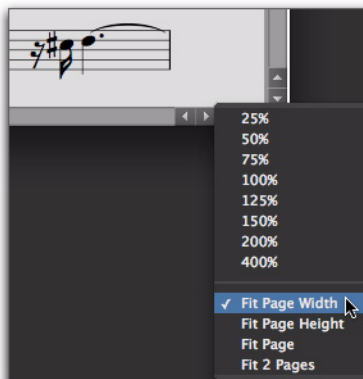 25%
50%
75%
100%
125%
150%
200%
400%
Fit Page Width
Fit Page Height
Fit Page
Fit 2 Pages